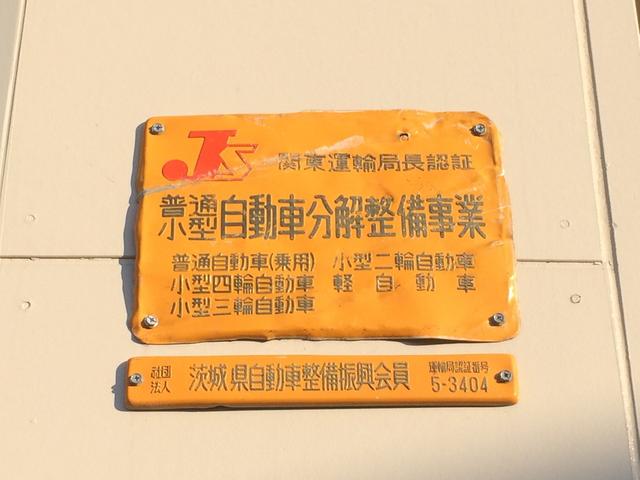 JKS 関東運輸局長認証
普通
小型 自動車分解整備事業
普通自動車(乗用) 小型二輪自動車
小型四輪自動車 軽自動車
小型三輪自動車
社団
法人 茨城県自動車整備振興会員
運輸局認証番号
5-3404